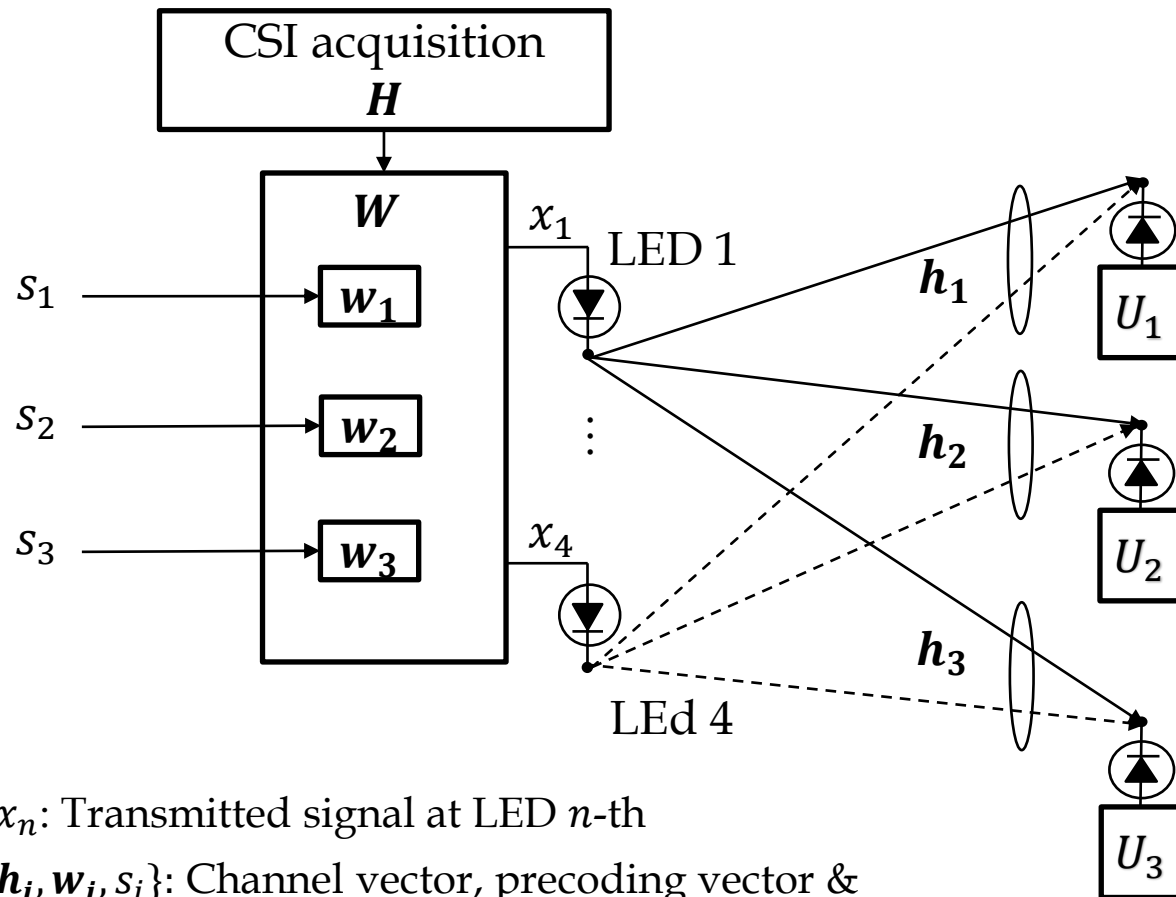 CSI acquisition
H
W
x₁
LED 1
s₁
w₁
h₁
U₁
s₂
w₂
⋮
h₂
U₂
s₃
w₃
x₄
h₃
LEd 4
U₃
xₙ: Transmitted signal at LED n-th
hᵢ, wᵢ, sᵢ}: Channel vector, precoding vector &